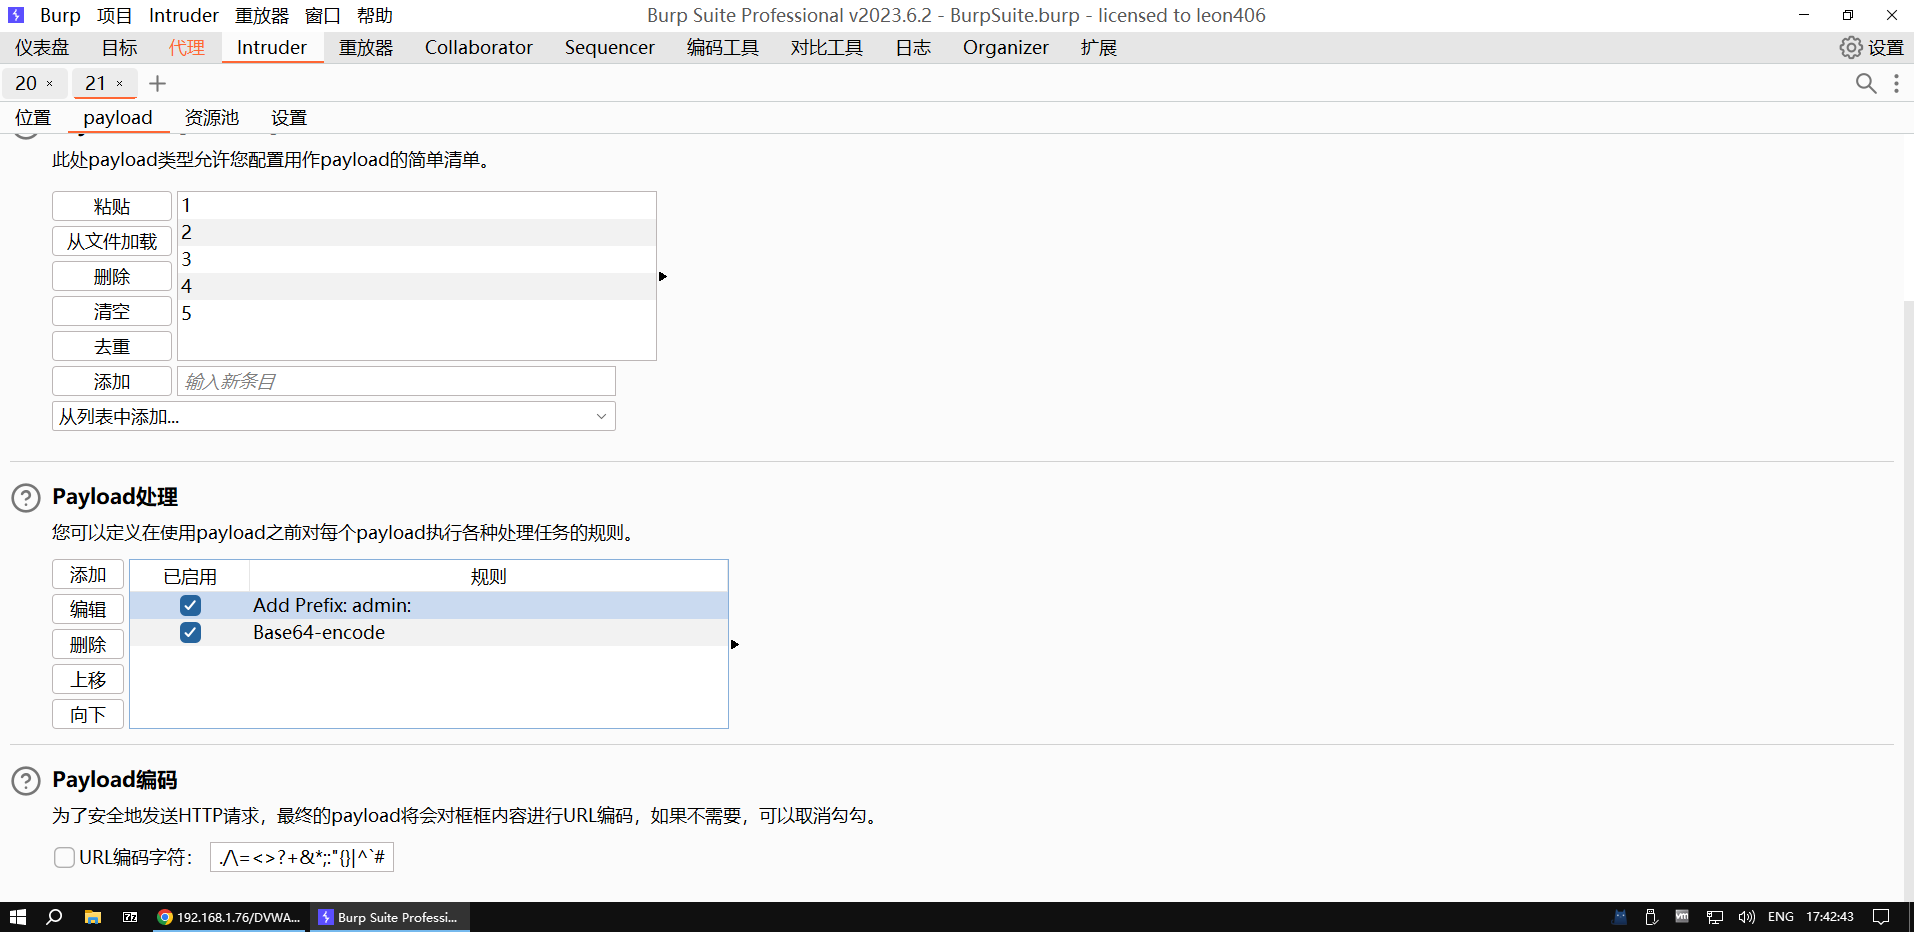 Burp 项目 Intruder 重放器 窗口 帮助 Burp Suite Professional v2023.6.2 - BurpSuite.burp - licensed to leon406
仪表盘 目标 代理 Intruder 重放器 Collaborator Sequencer 编码工具 对比工具 日志 Organizer 扩展 设置
20 × 21 ×
位置 payload 资源池 设置
此处payload类型允许您配置用作payload的简单清单。
粘贴 1
从文件加载 2
删除 3
清空 4
去重 5
添加 输入新条目
从列表中添加...
Payload处理
您可以定义在使用payload之前对每个payload执行各种处理任务的规则。
添加 已启用 规则
编辑 Add Prefix: admin:
删除 Base64-encode
上移
向下
Payload编码
为了安全地发送HTTP请求，最终的payload将会对框框内容进行URL编码，如果不需要，可以取消勾勾。
URL编码字符： ./\=<>?+&*;:"{}|^`#
192.168.1.76/DVWA... Burp Suite Professi... ENG 17:42:43